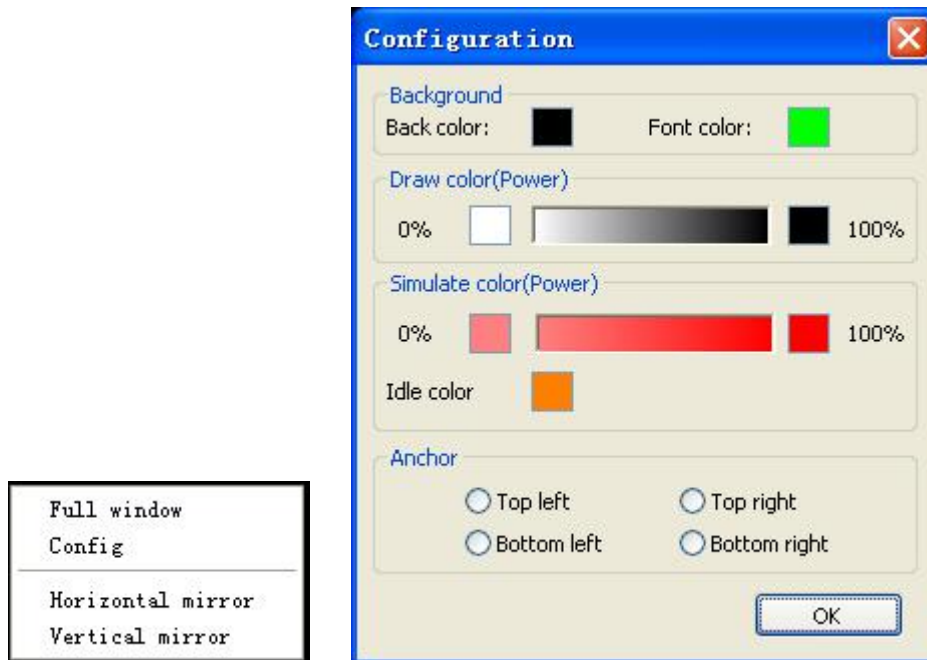 Full window
Config
Horizontal mirror
Vertical mirror
Configuration
Background
Back color: Font color:
Draw color(Power)
0% 100%
Simulate color(Power)
0% 100%
Idle color
Anchor
Top left Top right
Bottom left Bottom right
OK